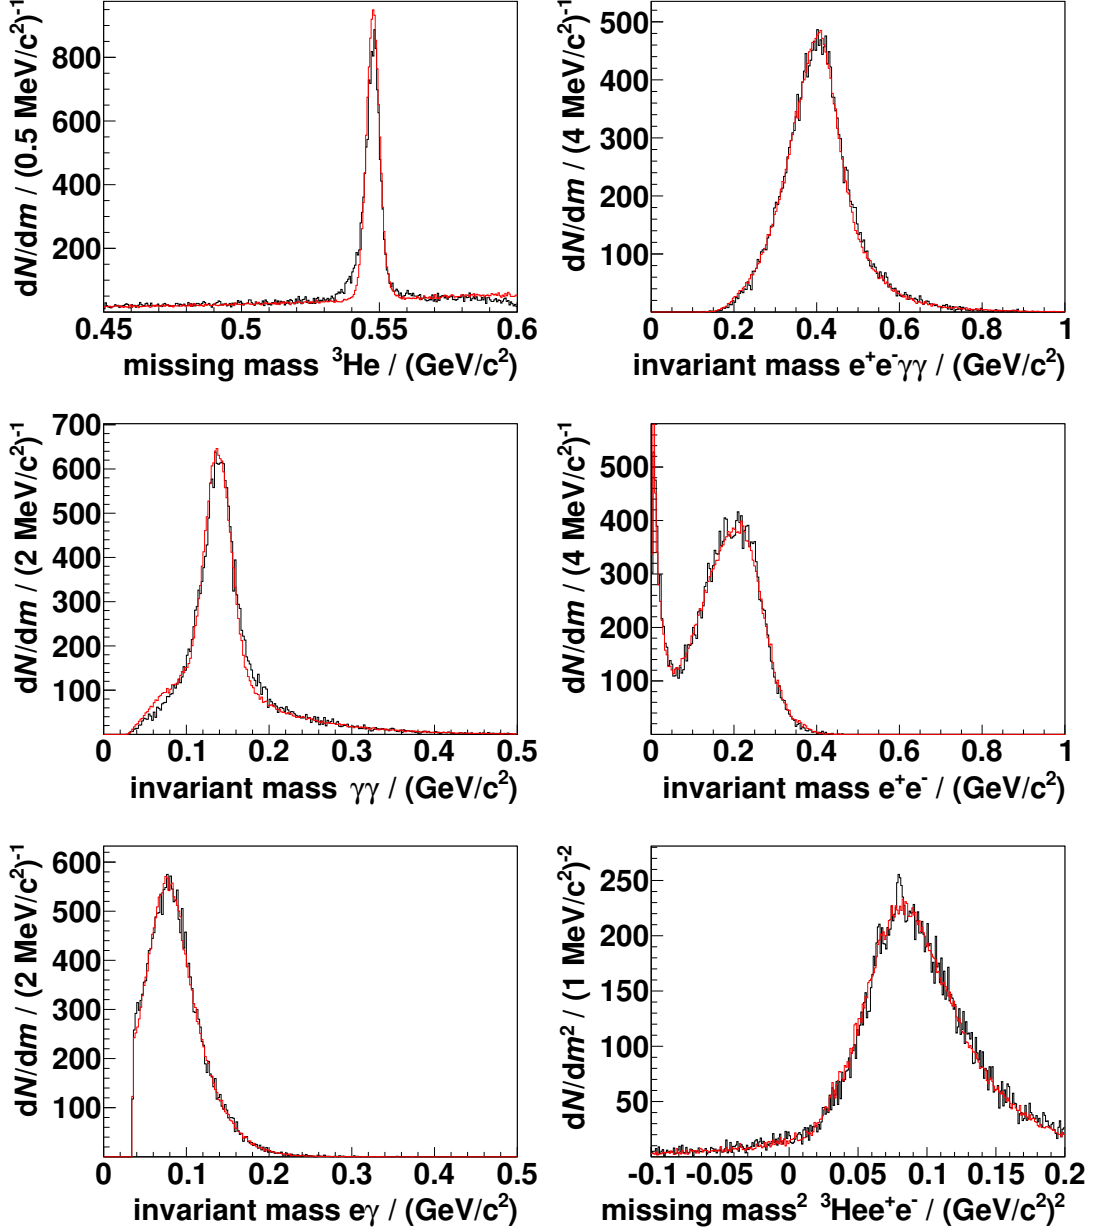 dN/dm / (0.5 MeV/c²)⁻¹
800
600
400
200
0.45 0.5 0.55 0.6
missing mass ³He / (GeV/c²)
dN/dm / (4 MeV/c²)⁻¹
500
400
300
200
100
0 0.2 0.4 0.6 0.8 1
invariant mass e⁺e⁻γγ / (GeV/c²)
dN/dm / (2 MeV/c²)⁻¹
700
600
500
400
300
200
100
0 0.1 0.2 0.3 0.4 0.5
invariant mass γγ / (GeV/c²)
dN/dm / (4 MeV/c²)⁻¹
500
400
300
200
100
0 0.2 0.4 0.6 0.8 1
invariant mass e⁺e⁻ / (GeV/c²)
dN/dm / (2 MeV/c²)⁻¹
600
500
400
300
200
100
0 0.1 0.2 0.3 0.4 0.5
invariant mass eγ / (GeV/c²)
dN/dm² / (1 MeV/c²)⁻²
250
200
150
100
50
-0.1 -0.05 0 0.05 0.1 0.15 0.2
missing mass² ³Hee⁺e⁻ / (GeV/c²)²